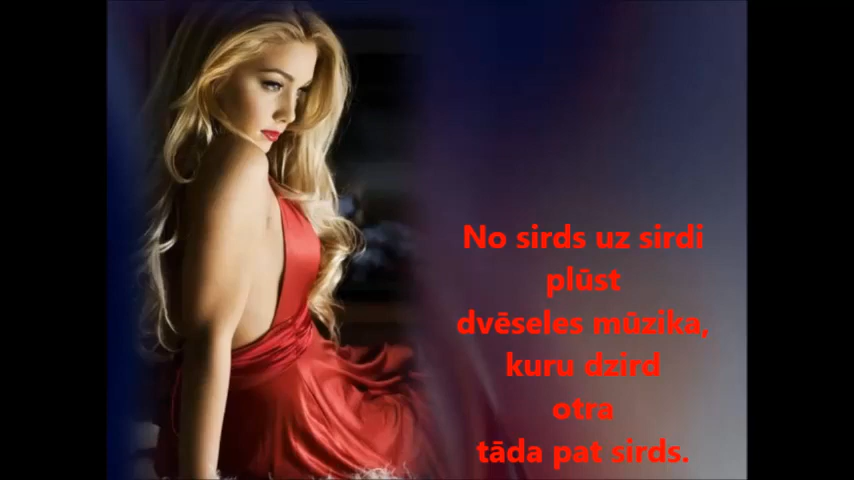 No sirds uz sirdi
plūst
dvēseles mūzika,
kuru dzird
otra
tāda pat sirds.